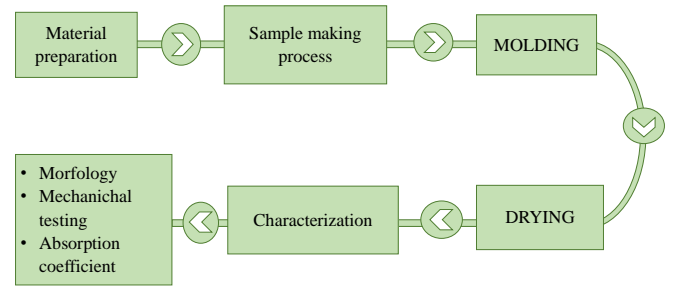 Material
preparation
Sample making
process
MOLDING
DRYING
Characterization
• Morfology
• Mechanichal
testing
• Absorption
coefficient